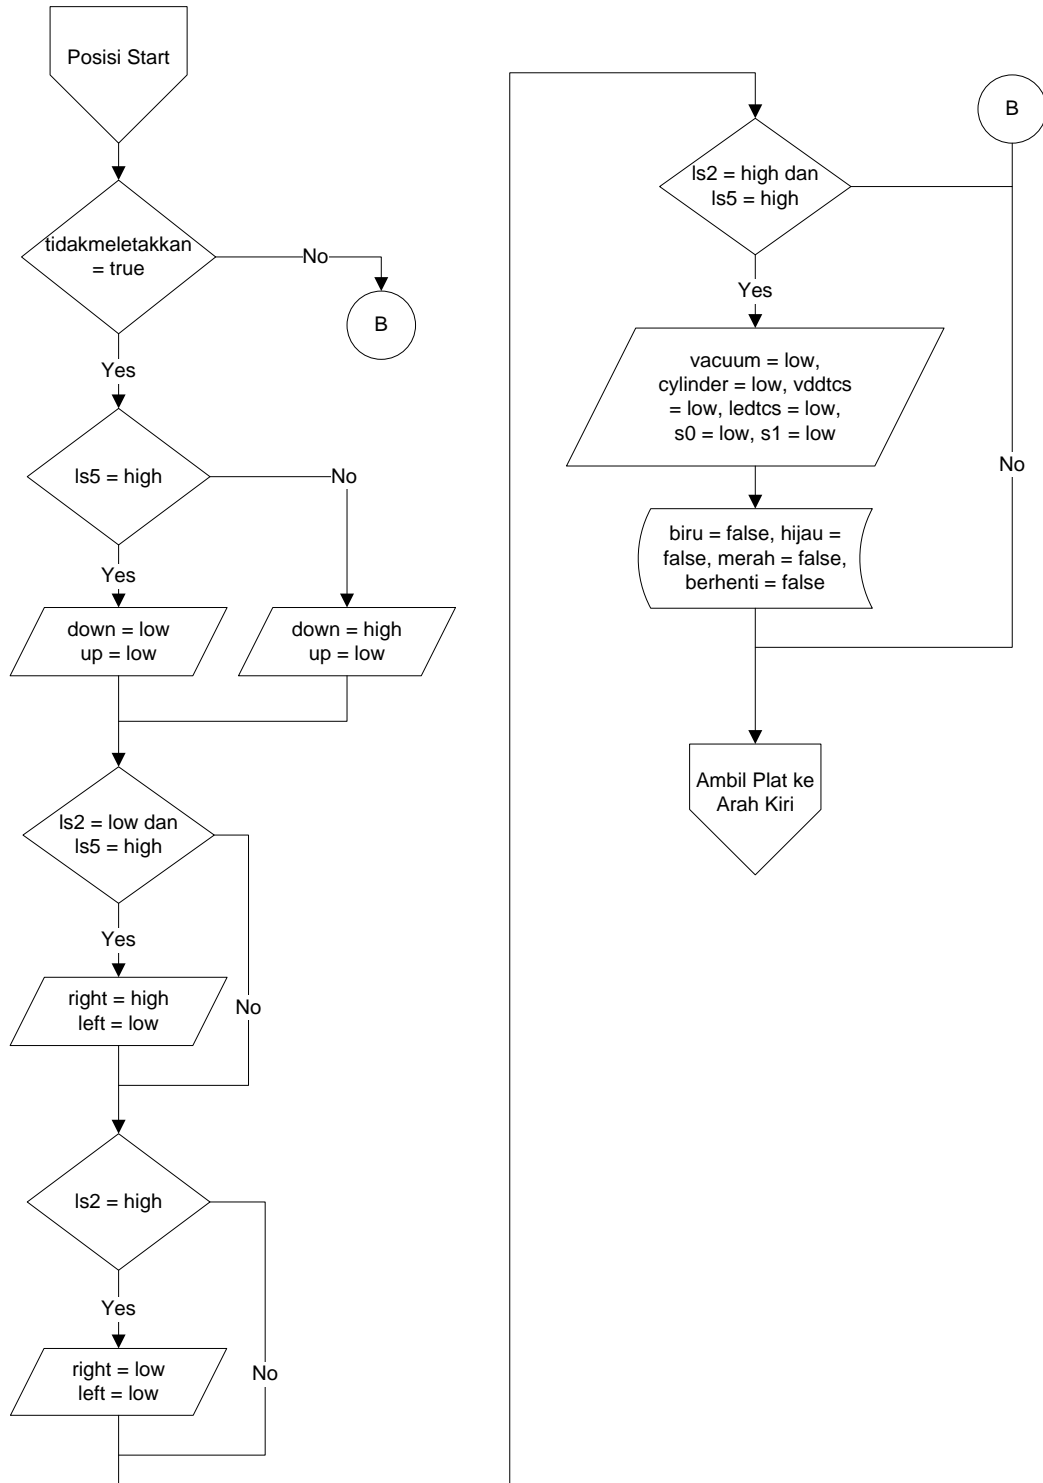 Posisi Start
tidakmeletakkan
= true
No
B
Yes
ls5 = high
No
Yes
down = low
up = low
down = high
up = low
ls2 = low dan
ls5 = high
Yes
right = high
left = low
No
ls2 = high
Yes
right = low
left = low
No
B
ls2 = high dan
ls5 = high
Yes
vacuum = low,
cylinder = low, vddtcs
= low, ledtcs = low,
s0 = low, s1 = low
No
biru = false, hijau =
false, merah = false,
berhenti = false
Ambil Plat ke
Arah Kiri